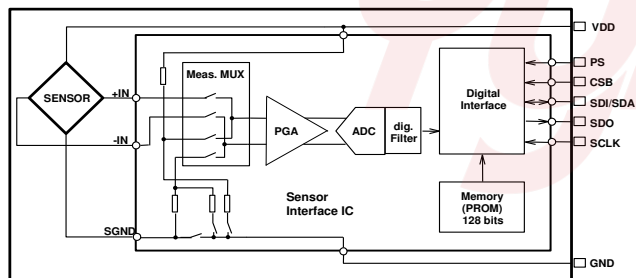 VDD
Meas. MUX
PS
CSB
SDI/SDA
SDO
SCLK
Digital
Interface
SENSOR
+IN
-IN
PGA
ADC
dig.
Filter
Sensor
Interface IC
Memory
(PROM)
128 bits
SGND
GND